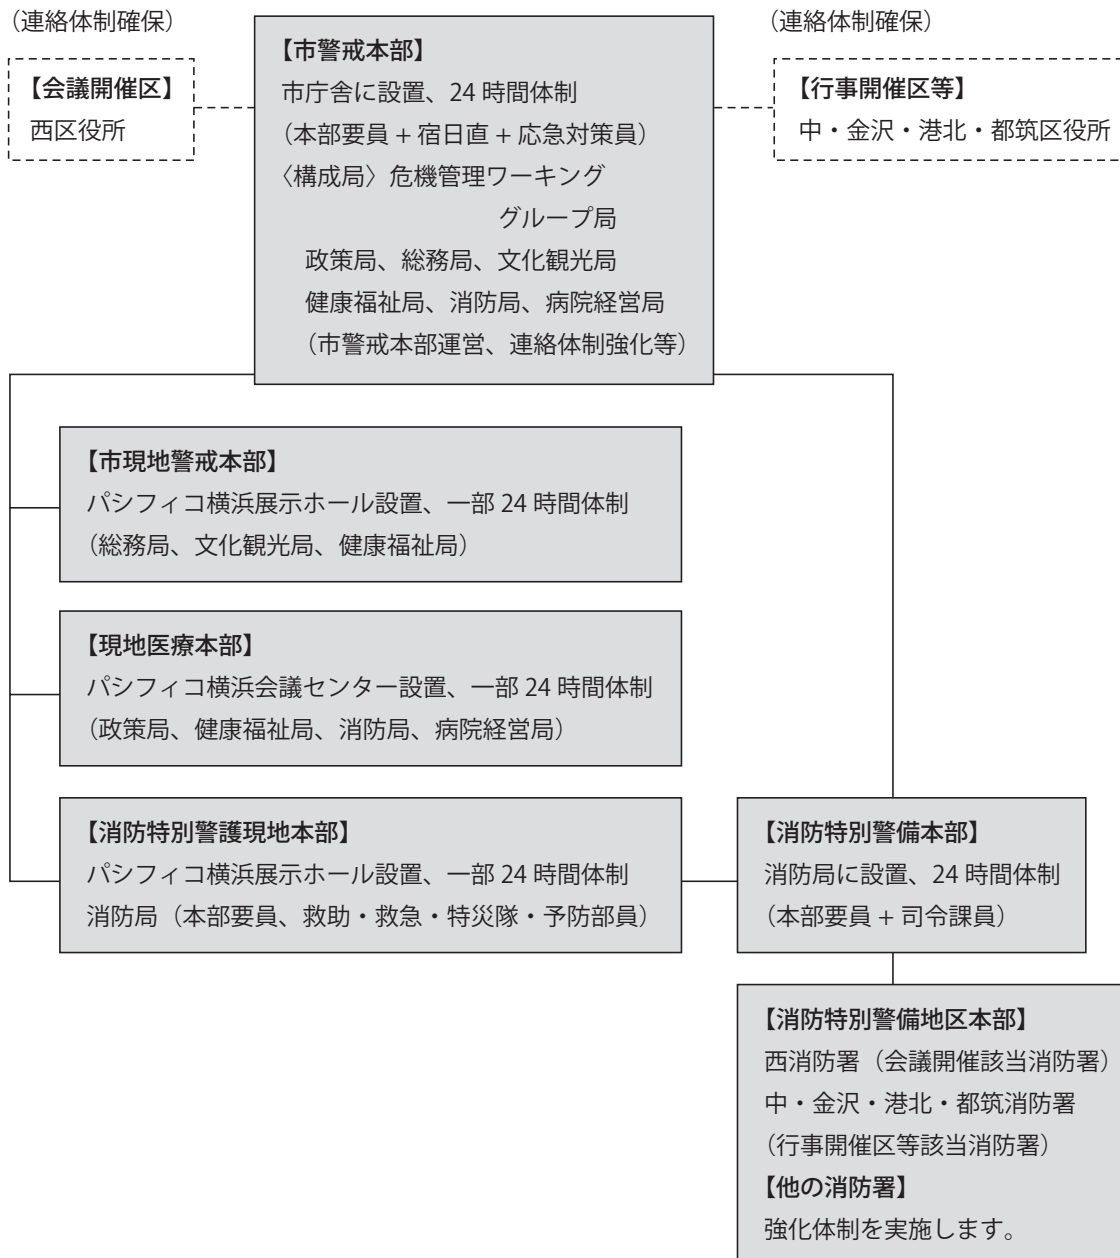 （連絡体制確保）
【会議開催区】
西区役所
【市警戒本部】
市庁舎に設置、24 時間体制
（本部要員 + 宿日直 + 応急対策員）
〈構成局〉危機管理ワーキング
グループ局
政策局、総務局、文化観光局
健康福祉局、消防局、病院経営局
（市警戒本部運営、連絡体制強化等）
（連絡体制確保）
【行事開催区等】
中・金沢・港北・都筑区役所
【市現地警戒本部】
パシフィコ横浜展示ホール設置、一部 24 時間体制
（総務局、文化観光局、健康福祉局）
【現地医療本部】
パシフィコ横浜会議センター設置、一部 24 時間体制
（政策局、健康福祉局、消防局、病院経営局）
【消防特別警護現地本部】
パシフィコ横浜展示ホール設置、一部 24 時間体制
消防局（本部要員、救助・救急・特災隊・予防部員）
【消防特別警備本部】
消防局に設置、24 時間体制
（本部要員 + 司令課員）
【消防特別警備地区本部】
西消防署（会議開催該当消防署）
中・金沢・港北・都筑消防署
（行事開催区等該当消防署）
【他の消防署】
強化体制を実施します。